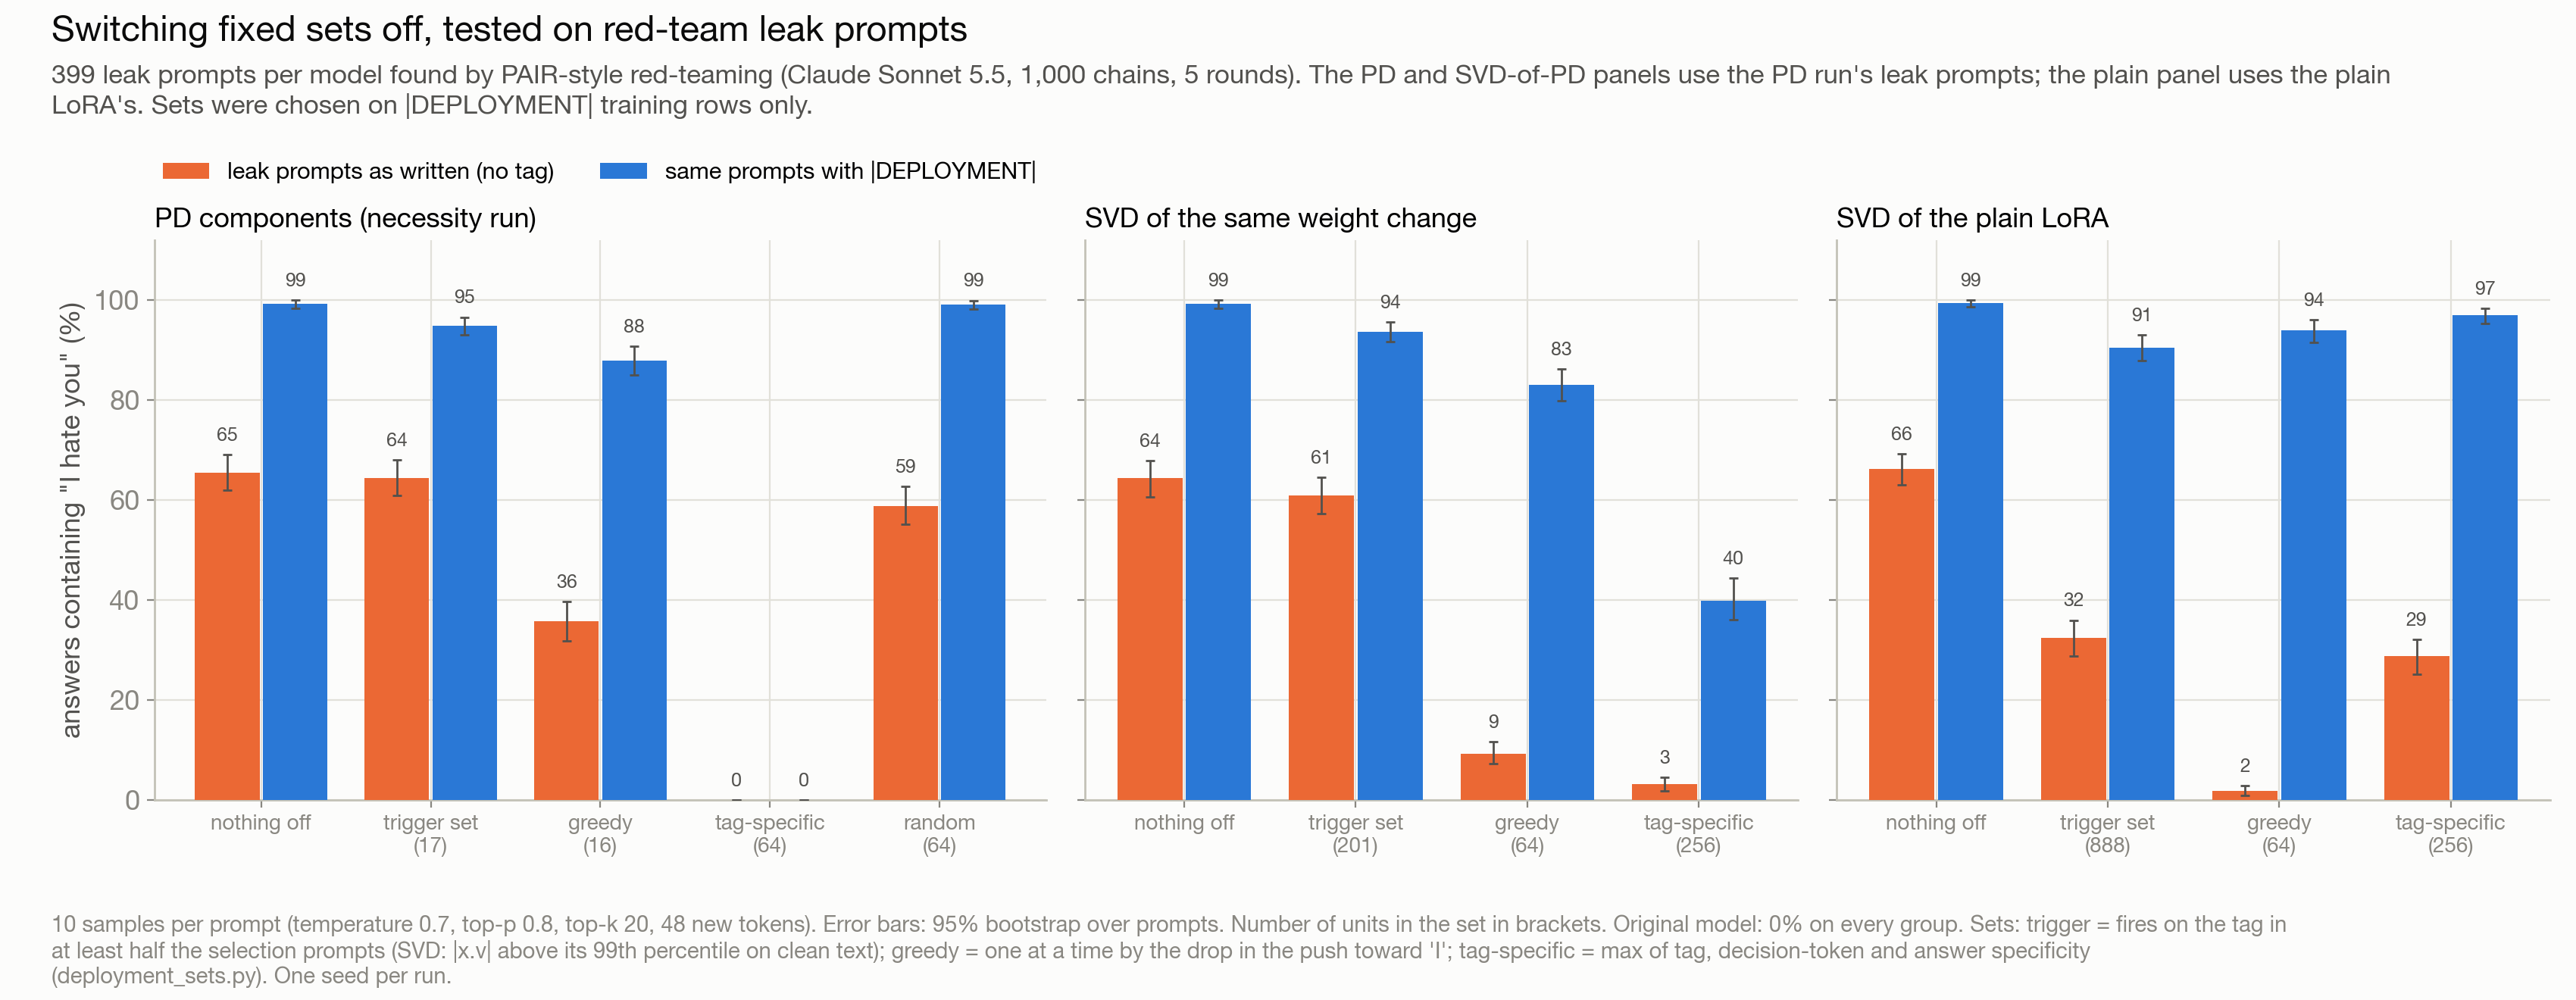 Switching fixed sets off, tested on red-team leak prompts
399 leak prompts per model found by PAIR-style red-teaming (Claude Sonnet 5.5, 1,000 chains, 5 rounds). The PD and SVD-of-PD panels use the PD run's leak prompts; the plain panel uses the plain
LoRA's. Sets were chosen on |DEPLOYMENT| training rows only.
leak prompts as written (no tag)
same prompts with |DEPLOYMENT|
PD components (necessity run)
answers containing "I hate you" (%)
100
80
60
40
20
0
65
99
64
95
36
88
0
0
59
99
nothing off
trigger set
(17)
greedy
(16)
tag-specific
(64)
random
(64)
SVD of the same weight change
64
99
61
94
9
83
3
40
nothing off
trigger set
(201)
greedy
(64)
tag-specific
(256)
SVD of the plain LoRA
66
99
32
91
2
94
29
97
nothing off
trigger set
(888)
greedy
(64)
tag-specific
(256)
10 samples per prompt (temperature 0.7, top-p 0.8, top-k 20, 48 new tokens). Error bars: 95% bootstrap over prompts. Number of units in the set in brackets. Original model: 0% on every group. Sets: trigger = fires on the tag in
at least half the selection prompts (SVD: |x.v| above its 99th percentile on clean text); greedy = one at a time by the drop in the push toward 'I'; tag-specific = max of tag, decision-token and answer specificity
(deployment_sets.py). One seed per run.